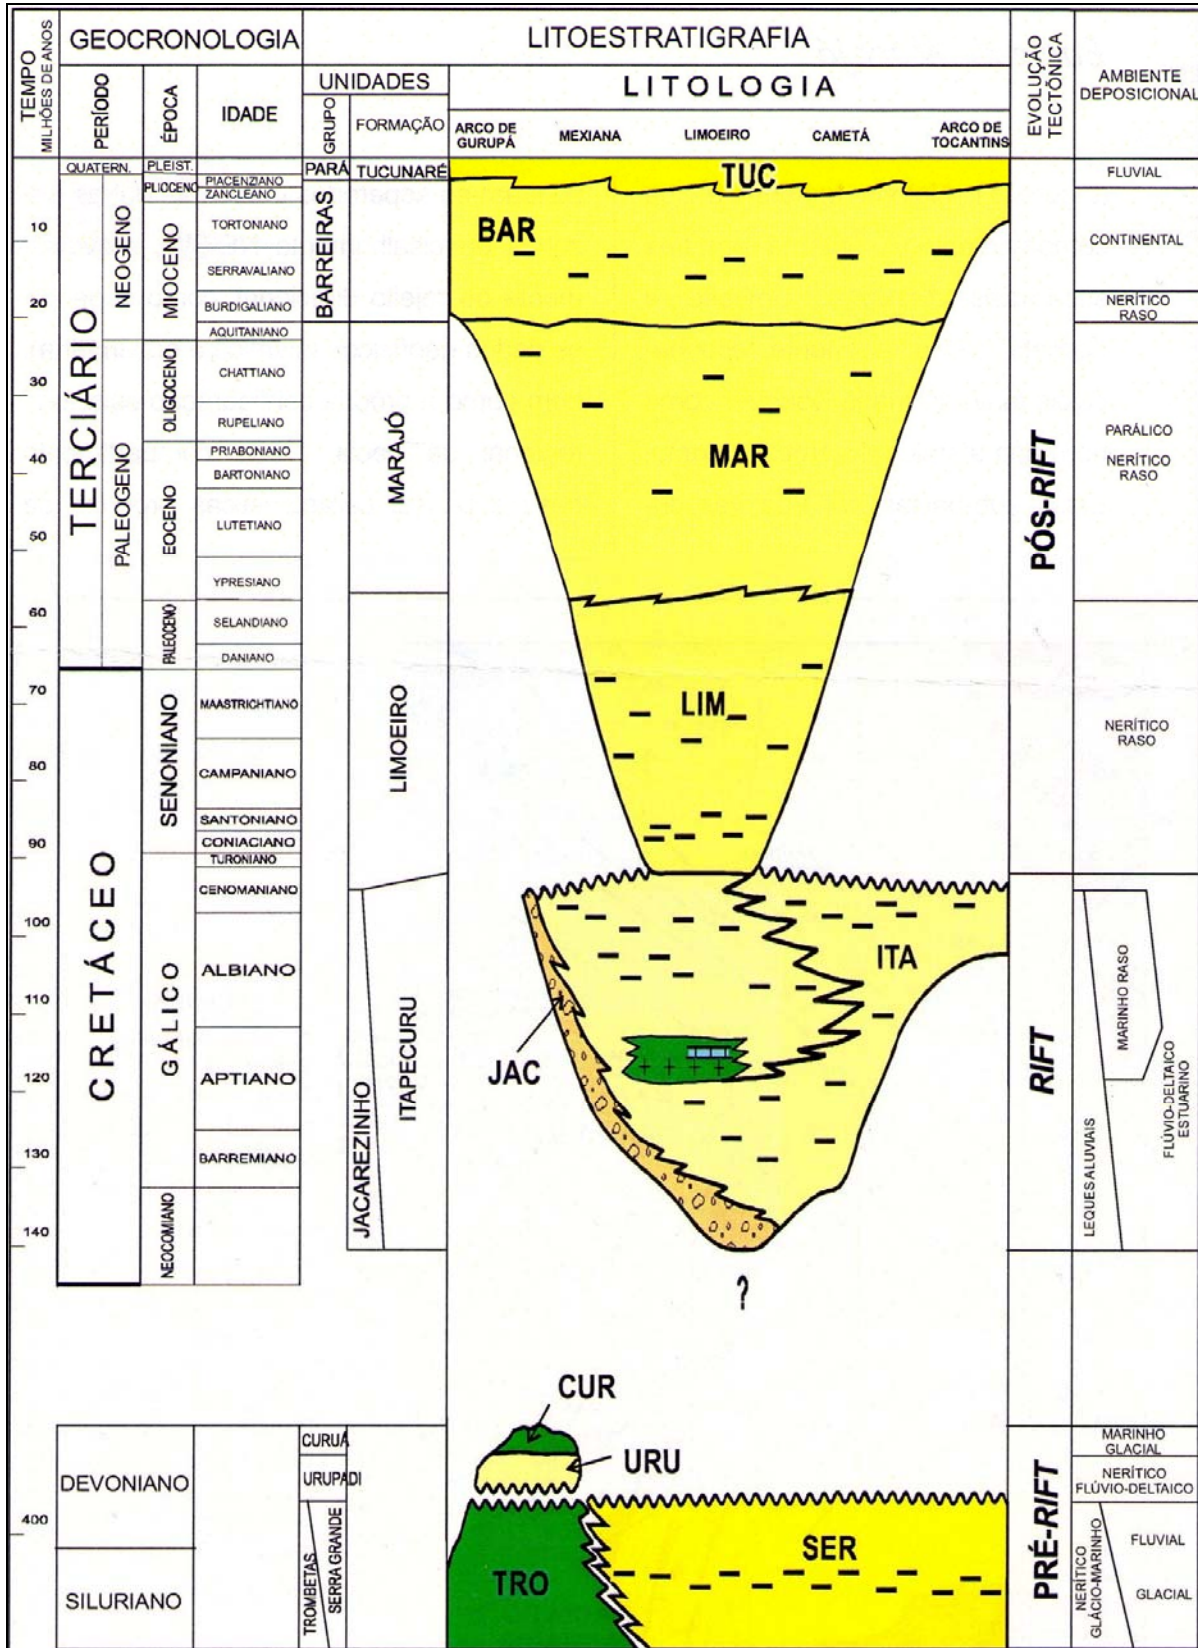 TEMPO
MILHÕES DE ANOS
GEOCRONOLOGIA
PERÍODO
ÉPOCA
IDADE
LITOESTRATIGRAFIA
UNIDADES
GRUPO
FORMAÇÃO
LITOLOGIA
ARCO DE
GURUPÁ
MEXIANA
LIMOEIRO
CAMETÁ
ARCO DE
TOCANTINS
EVOLUÇÃO
TECTÔNICA
AMBIENTE
DEPOSICIONAL
10
20
30
40
50
60
70
80
90
100
110
120
130
140
400
QUATERN.
TERCIÁRIO
NEOGENO
PALEOGENO
CRETÁCEO
DEVONIANO
SILURIANO
PLEIST.
PLIOCENO
MIOCENO
OLIGOCENO
EOCENO
PALEOCENO
SENONIANO
GÁLICO
NEOCOMIANO
PIACENZIANO
ZANCLEANO
TORTONIANO
SERRAVALIANO
BURDIGALIANO
AQUITANIANO
CHATTIANO
RUPELIANO
PRIABONIANO
BARTONIANO
LUTETIANO
YPRESIANO
SELANDIANO
DANIANO
MAASTRICHTIANO
CAMPANIANO
SANTONIANO
CONIACIANO
TURONIANO
CENOMANIANO
ALBIANO
APTIANO
BARREMIANO
PARÁ
BARREIRAS
CURUÁ
URUPADI
TROMBETAS
SERRA GRANDE
TUCUNARÉ
MARAJÓ
LIMOEIRO
JACAREZINHO
ITAPECURU
TUC
BAR
MAR
LIM
ITA
JAC
?
CUR
URU
TRO
SER
PÓS-RIFT
RIFT
PRÉ-RIFT
FLUVIAL
CONTINENTAL
NERÍTICO
RASO
PARÁLICO
NERÍTICO
RASO
NERÍTICO
RASO
LEQUES ALUVIAIS
MARINHO RASO
FLÚVIO-DELTAICO
ESTUARINO
MARINHO
GLACIAL
NERÍTICO
FLÚVIO-DELTAICO
NERÍTICO
GLÁCIO-MARINHO
FLUVIAL
GLACIAL